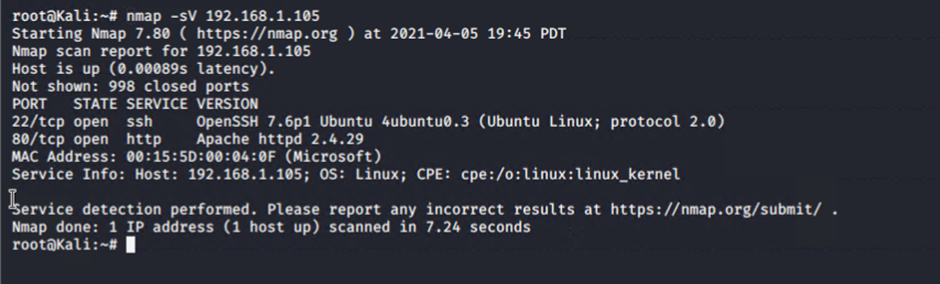 root@Kali:~# nmap -sV 192.168.1.105
Starting Nmap 7.80 ( https://nmap.org ) at 2021-04-05 19:45 PDT
Nmap scan report for 192.168.1.105
Host is up (0.00089s latency).
Not shown: 998 closed ports
PORT   STATE SERVICE VERSION
22/tcp open  ssh     OpenSSH 7.6p1 Ubuntu 4ubuntu0.3 (Ubuntu Linux; protocol 2.0)
80/tcp open  http    Apache httpd 2.4.29
MAC Address: 00:15:5D:00:04:0F (Microsoft)
Service Info: Host: 192.168.1.105; OS: Linux; CPE: cpe:/o:linux:linux_kernel

Service detection performed. Please report any incorrect results at https://nmap.org/submit/ .
Nmap done: 1 IP address (1 host up) scanned in 7.24 seconds
root@Kali:~#